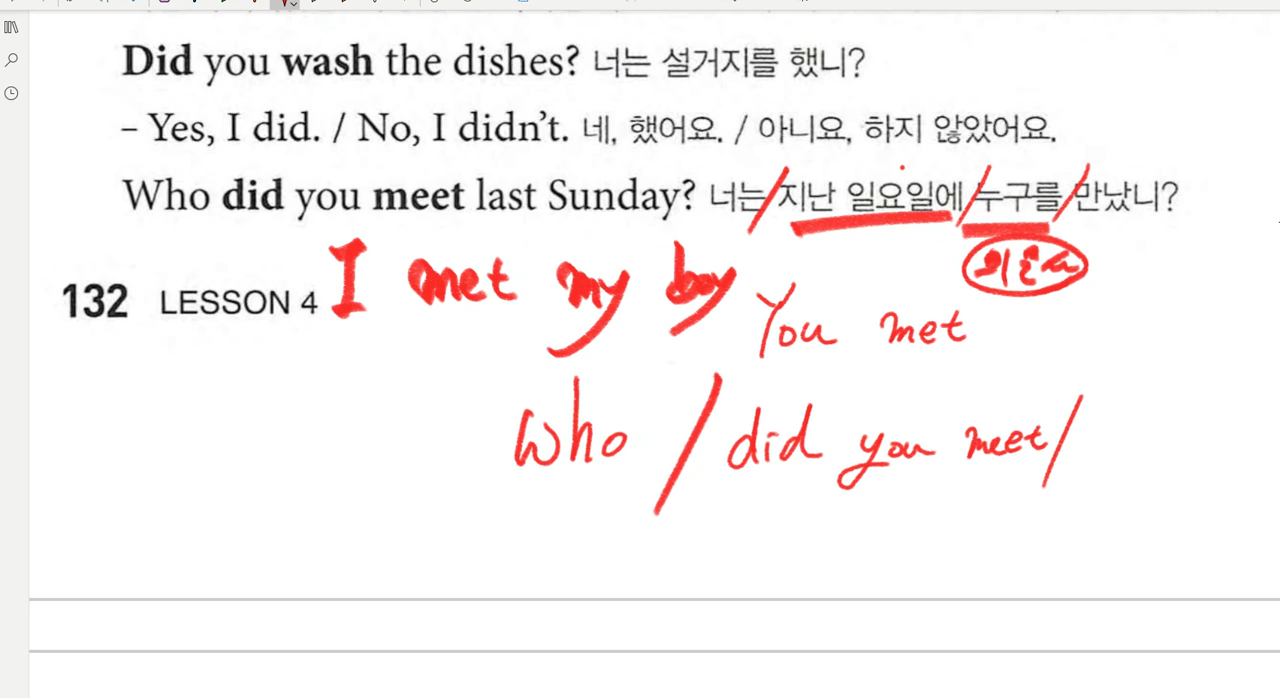 Did you wash the dishes? 너는 설거지를 했니?
– Yes, I did. / No, I didn't. 네, 했어요. / 아니요, 하지 않았어요.
Who did you meet last Sunday? 너는/지난 일요일에/누구를/만났니?
의문사
I met my boy
132 LESSON 4
You met
Who / did you meet/